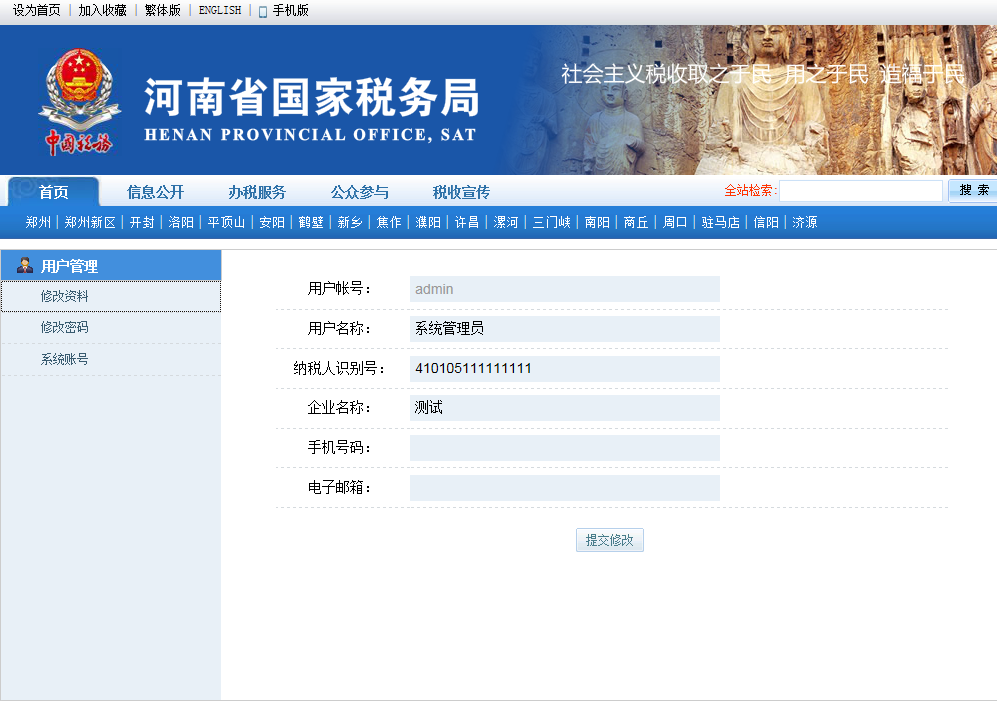 设为首页 | 加入收藏 | 繁体版 | ENGLISH | 手机版
河南省国家税务局
HENAN PROVINCIAL OFFICE, SAT
中国税务
社会主义税收取之于民 用之于民 造福于民
首页 信息公开 办税服务 公众参与 税收宣传 全站检索: 搜 索
郑州 | 郑州新区 | 开封 | 洛阳 | 平顶山 | 安阳 | 鹤壁 | 新乡 | 焦作 | 濮阳 | 许昌 | 漯河 | 三门峡 | 南阳 | 商丘 | 周口 | 驻马店 | 信阳 | 济源
用户管理
修改资料
修改密码
系统账号
用户帐号： admin
用户名称： 系统管理员
纳税人识别号： 410105111111111
企业名称： 测试
手机号码：
电子邮箱：
提交修改